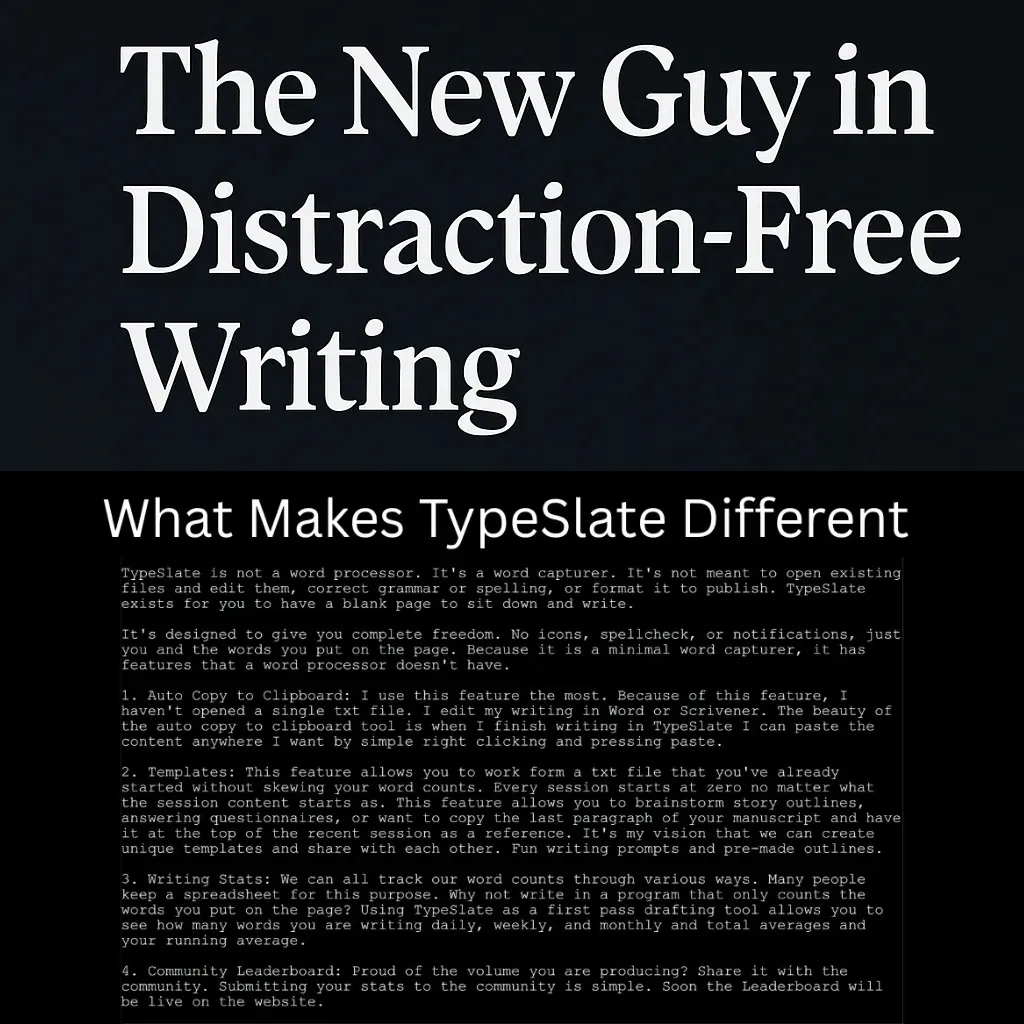 The New Guy in
Distraction-Free
Writing
What Makes TypeSlate Different
TypeSlate is not a word processor. It's a word capturer. It's not meant to open existing
files and edit them, correct grammar or spelling, or format it to publish. TypeSlate
exists for you to have a blank page to sit down and write.
It's designed to give you complete freedom. No icons, spellcheck, or notifications, just
you and the words you put on the page. Because it is a minimal word capturer, it has
features that a word processor doesn't have.
1. Auto Copy to Clipboard: I use this feature the most. Because of this feature, I
haven't opened a single txt file. I edit my writing in Word or Scrivener. The beauty of
the auto copy to clipboard tool is when I finish writing in TypeSlate I can paste the
content anywhere I want by simple right clicking and pressing paste.
2. Templates: This feature allows you to work form a txt file that you've already
started without skewing your word counts. Every session starts at zero no matter what
the session content starts as. This feature allows you to brainstorm story outlines,
answering questionnaires, or want to copy the last paragraph of your manuscript and have
it at the top of the recent session as a reference. It's my vision that we can create
unique templates and share with each other. Fun writing prompts and pre-made outlines.
3. Writing Stats: We can all track our word counts through various ways. Many people
keep a spreadsheet for this purpose. Why not write in a program that only counts the
words you put on the page? Using TypeSlate as a first pass drafting tool allows you to
see how many words you are writing daily, weekly, and monthly and total averages and
your running average.
4. Community Leaderboard: Proud of the volume you are producing? Share it with the
community. Submitting your stats to the community is simple. Soon the Leaderboard will
be live on the website.